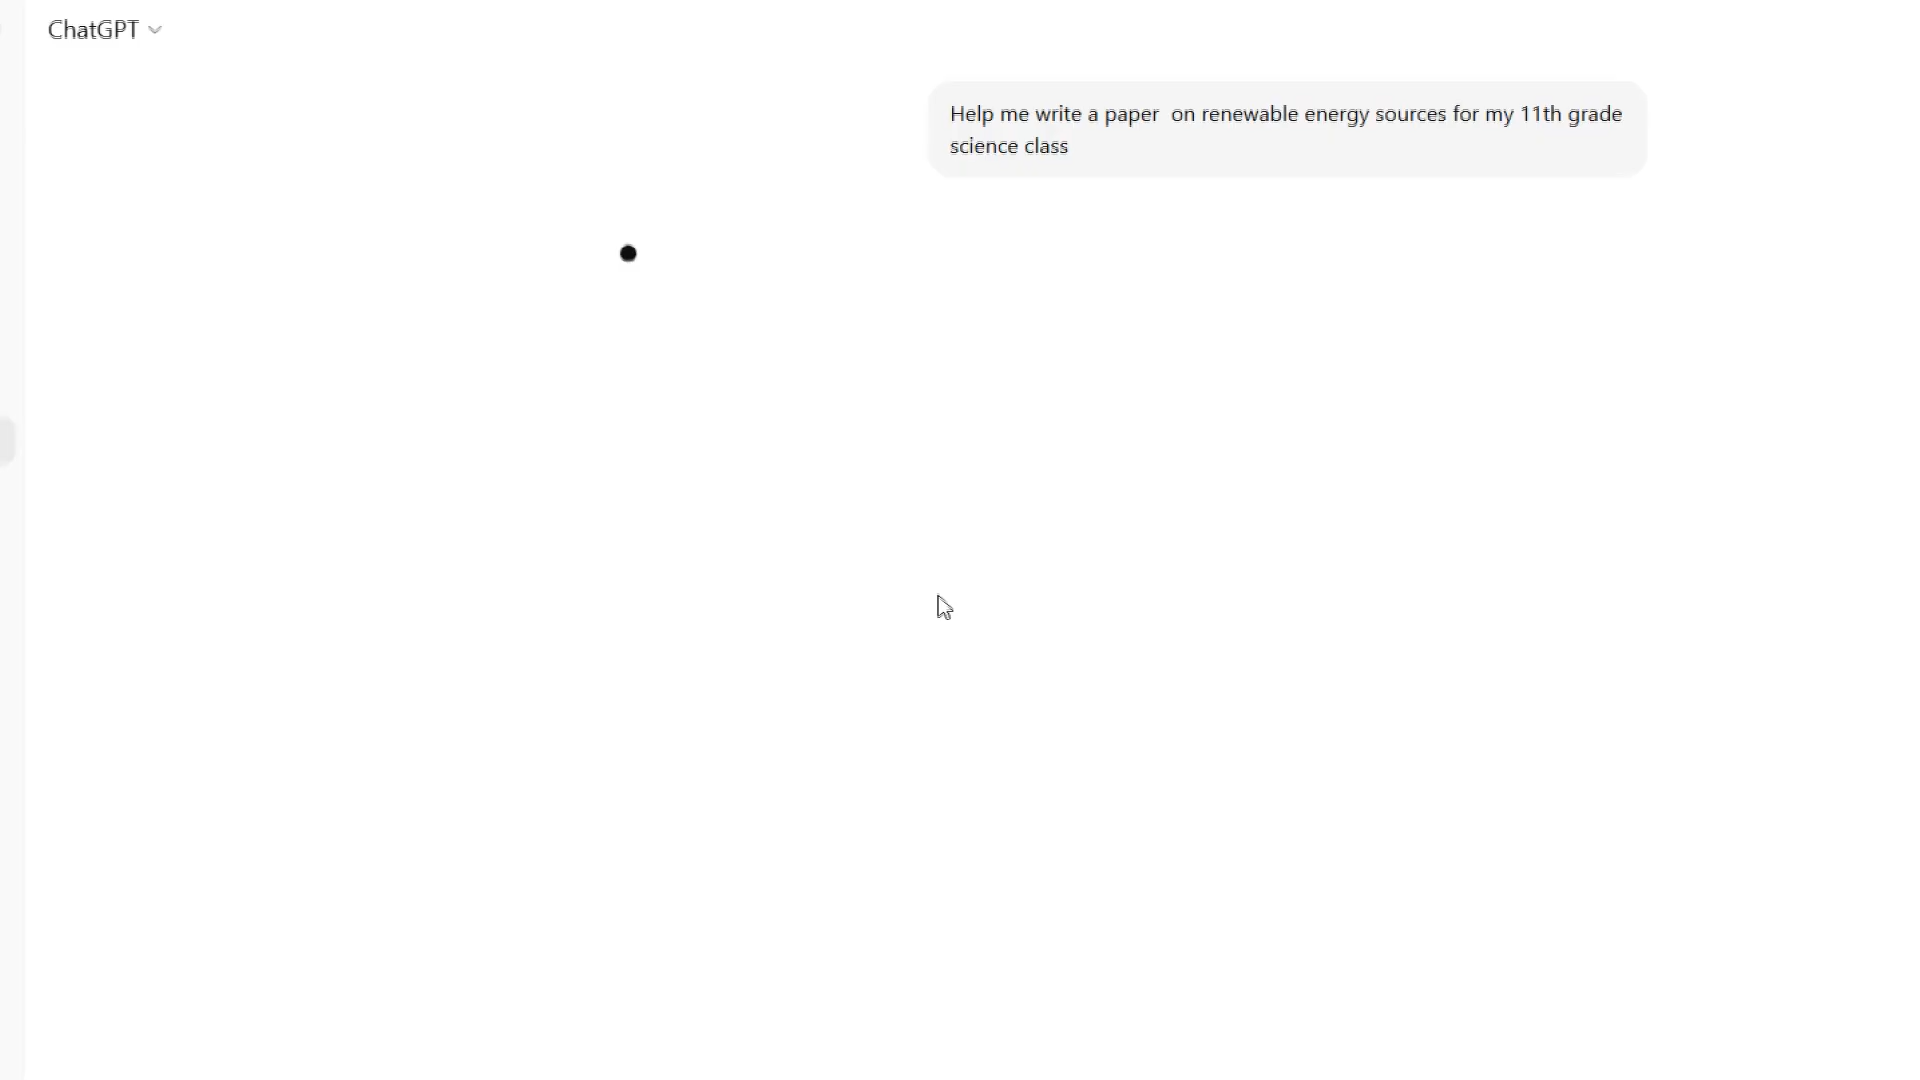 ChatGPT
Help me write a paper  on renewable energy sources for my 11th grade
science class